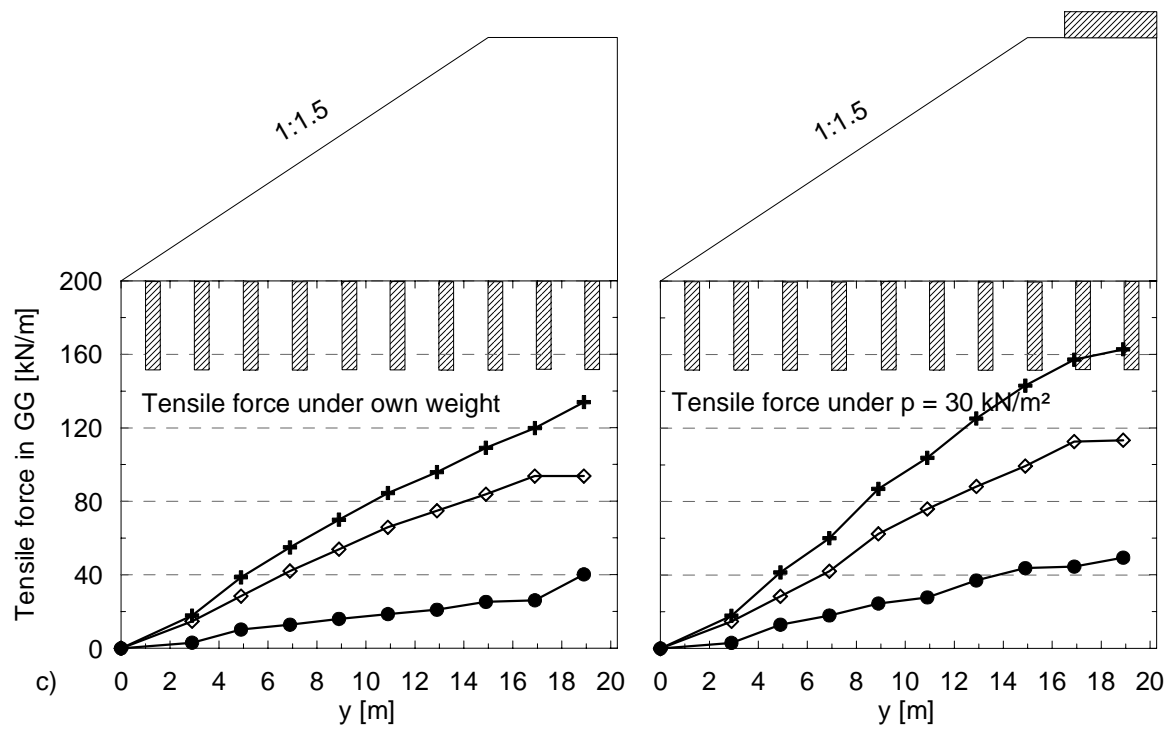 1:1.5
1:1.5
Tensile force in GG [kN/m]
200
160
120
80
40
0
Tensile force under own weight
Tensile force under p = 30 kN/m²
c)
0 2 4 6 8 10 12 14 16 18 20
0 2 4 6 8 10 12 14 16 18 20
y [m]
y [m]